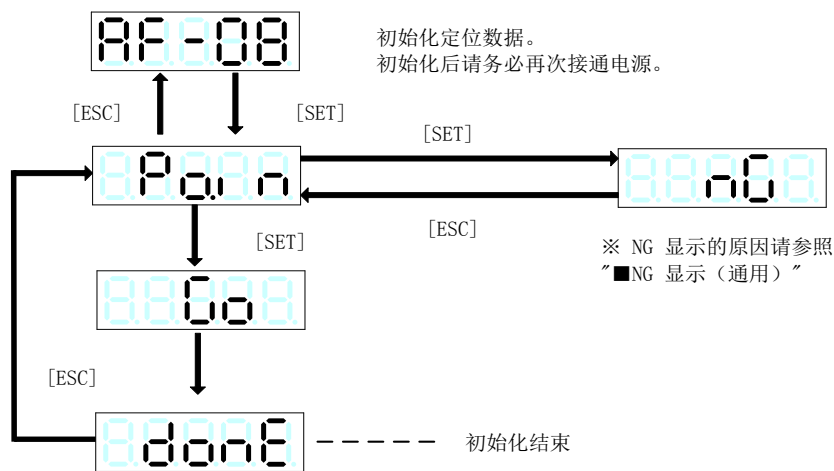 AF-08
初始化定位数据。
初始化后请务必再次接通电源。
[ESC]
[SET]
[SET]
Po. in
nG
[ESC]
[SET]
※ NG 显示的原因请参照
"■NG 显示（通用）"
Go
[ESC]
donE
初始化结束